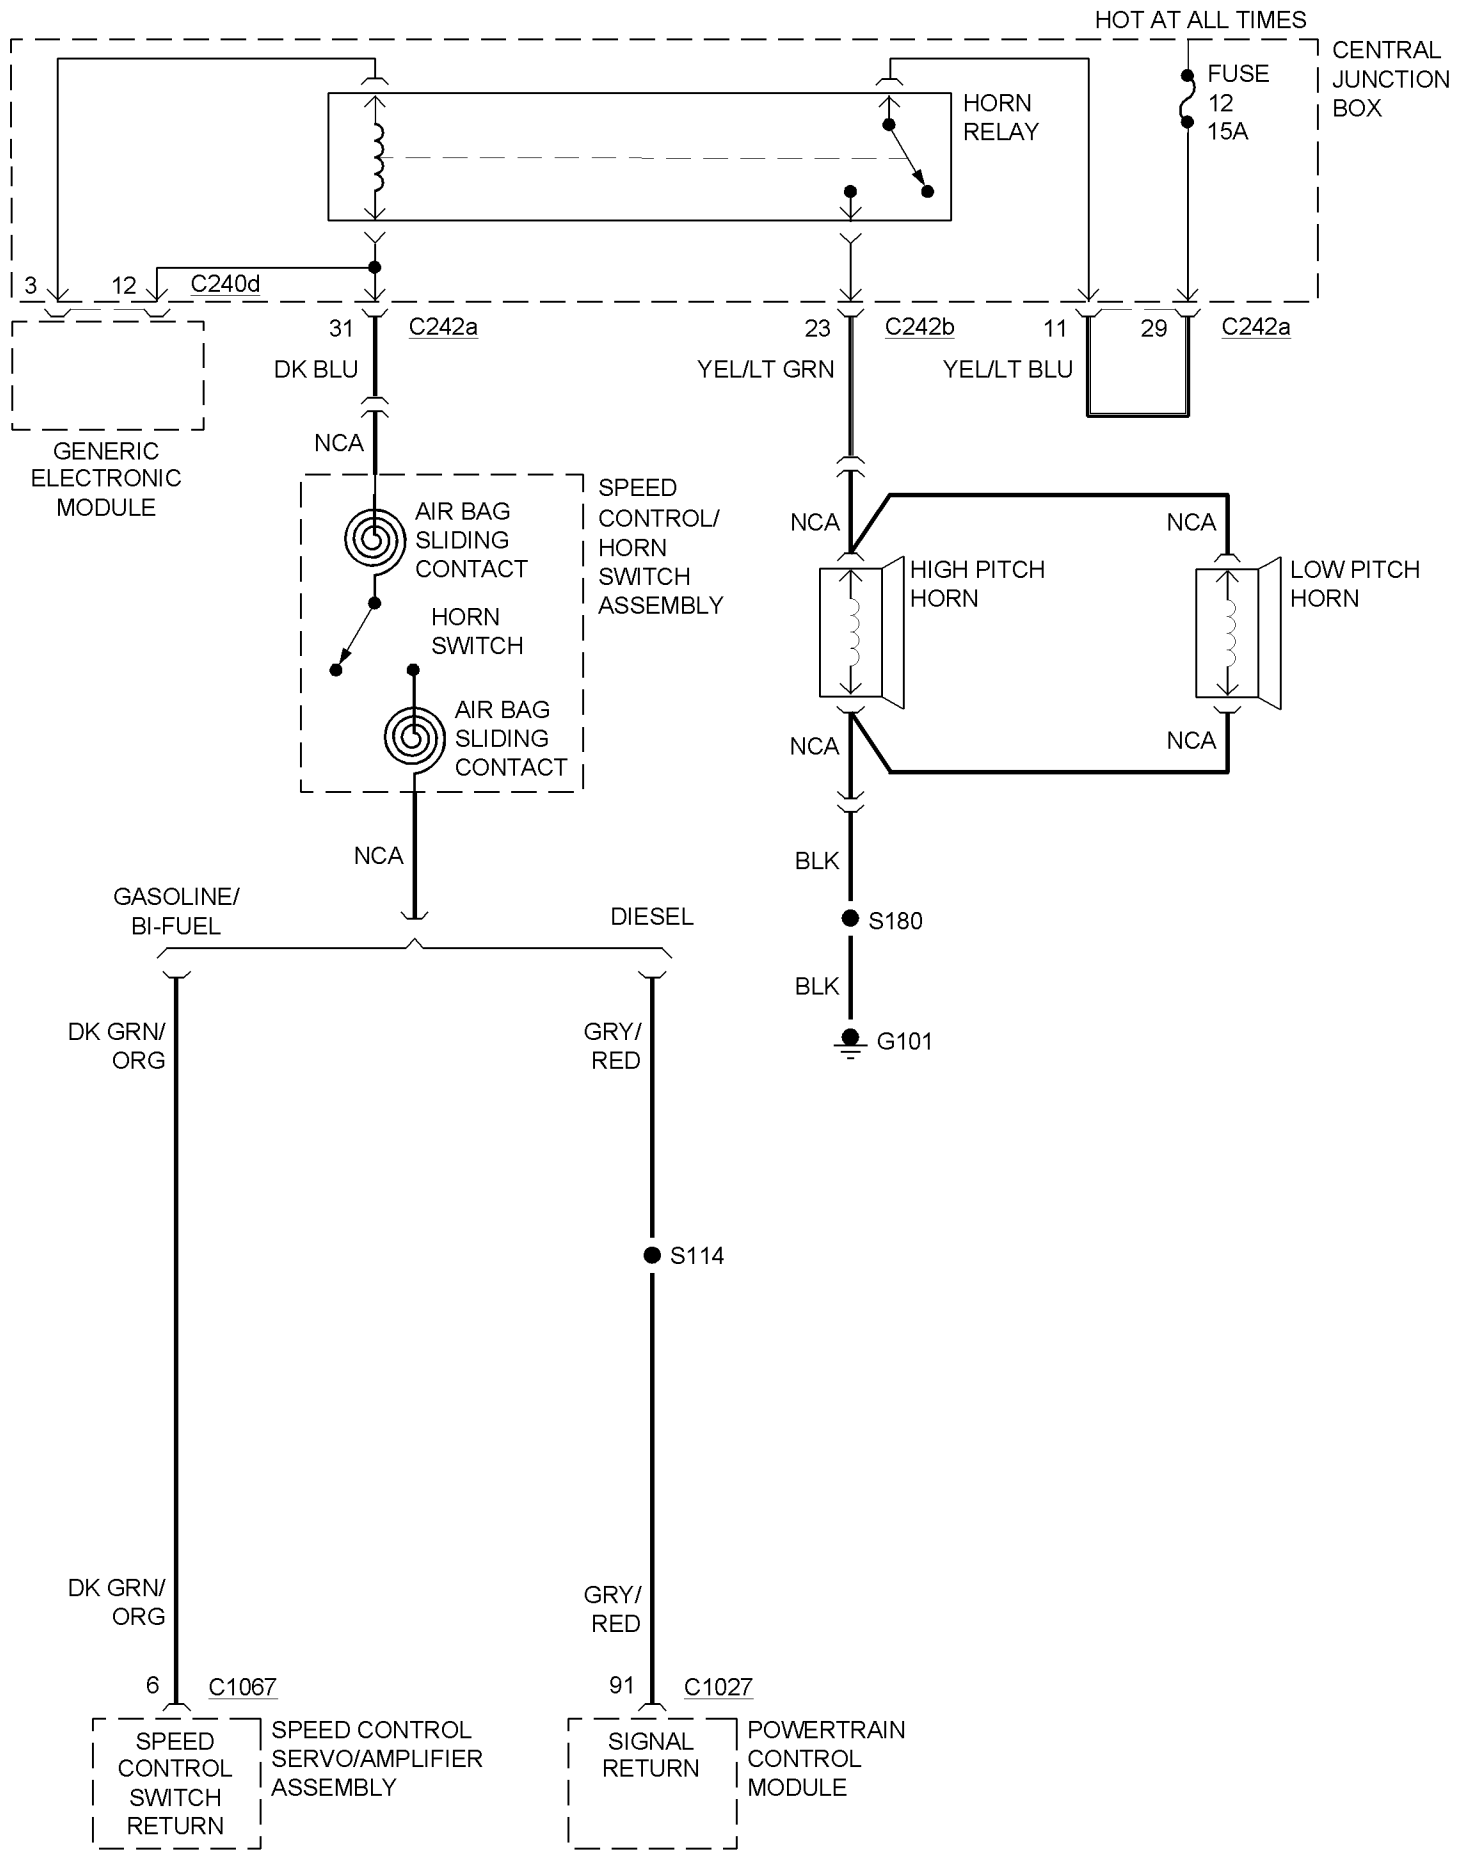 HOT AT ALL TIMES
CENTRAL
JUNCTION
BOX
FUSE
12
15A
HORN
RELAY
3
12
C240d
31
C242a
23
C242b
11
29
C242a
DK BLU
YEL/LT GRN
YEL/LT BLU
GENERIC
ELECTRONIC
MODULE
NCA
SPEED
CONTROL/
HORN
SWITCH
ASSEMBLY
AIR BAG
SLIDING
CONTACT
HORN
SWITCH
AIR BAG
SLIDING
CONTACT
NCA
NCA
HIGH PITCH
HORN
LOW PITCH
HORN
NCA
NCA
NCA
BLK
S180
BLK
G101
GASOLINE/
BI-FUEL
DIESEL
DK GRN/
ORG
GRY/
RED
S114
DK GRN/
ORG
GRY/
RED
6
C1067
91
C1027
SPEED
CONTROL
SWITCH
RETURN
SPEED CONTROL
SERVO/AMPLIFIER
ASSEMBLY
SIGNAL
RETURN
POWERTRAIN
CONTROL
MODULE